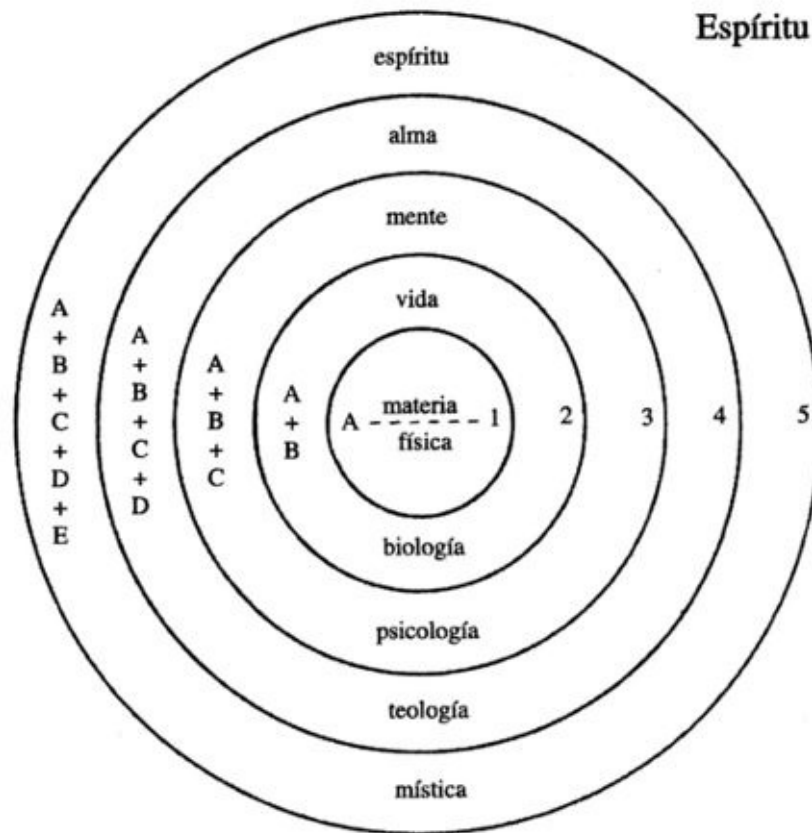 Espíritu
espíritu
alma
mente
vida
A
+
B
+
C
+
D
+
E
A
+
B
+
C
+
D
A
+
B
+
C
A
+
B
A
materia
física
1
2
3
4
5
biología
psicología
teología
mística